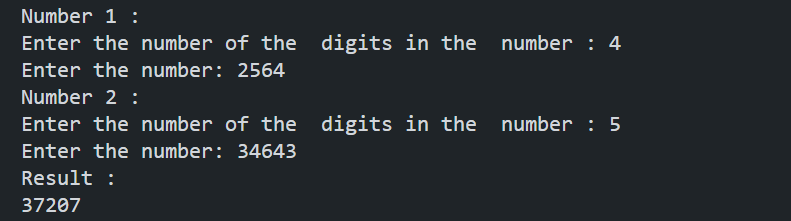 Number 1 :
Enter the number of the  digits in the  number : 4
Enter the number: 2564
Number 2 :
Enter the number of the  digits in the  number : 5
Enter the number: 34643
Result :
37207